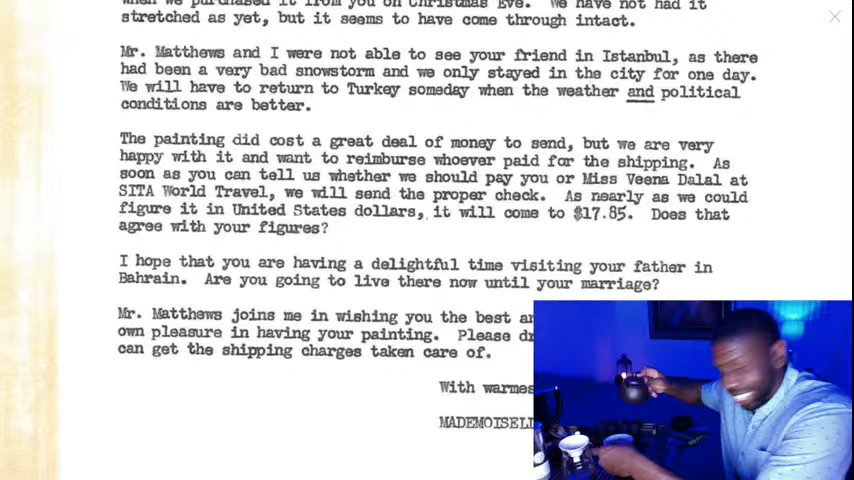 when we purchased it from you on Christmas Eve. We have not had it
stretched as yet, but it seems to have come through intact.
Mr. Matthews and I were not able to see your friend in Istanbul, as there
had been a very bad snowstorm and we only stayed in the city for one day.
We will have to return to Turkey someday when the weather and political
conditions are better.
The painting did cost a great deal of money to send, but we are very
happy with it and want to reimburse whoever paid for the shipping. As
soon as you can tell us whether we should pay you or Miss Veena Dalal at
SITA World Travel, we will send the proper check. As nearly as we could
figure it in United States dollars, it will come to $17.85. Does that
agree with your figures?
I hope that you are having a delightful time visiting your father in
Bahrain. Are you going to live there now until your marriage?
Mr. Matthews joins me in wishing you the best
own pleasure in having your painting. Please
can get the shipping charges taken care of.
With
MADEMOISELL